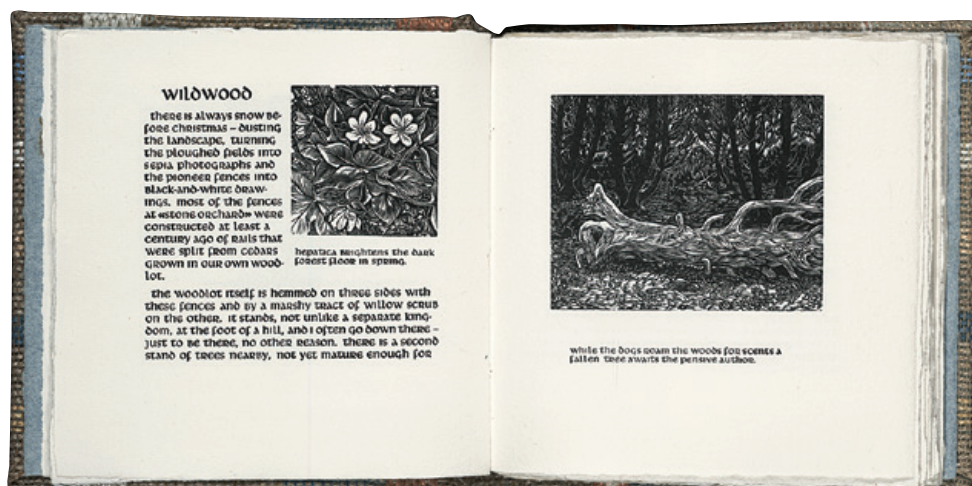 WILDWOOD
there is always snow be-
fore christmas – dusting
the landscape, turning
the ploughed fields into
sepia photographs and
the pioneer fences into
black-and-white draw-
ings. most of the fences
at «stone orchard» were
constructed at least a
century ago of rails that
were split from cedars
grown in our own wood-
lot.
hepatica brightens the dark
forest floor in spring.
the woodlot itself is hemmed on three sides with
these fences and by a marshy tract of willow scrub
on the other. it stands, not unlike a separate king-
dom, at the foot of a hill, and i often go down there –
just to be there, no other reason. there is a second
stand of trees nearby, not yet mature enough for
while the dogs roam the woods for scents a
fallen tree awaits the pensive author.